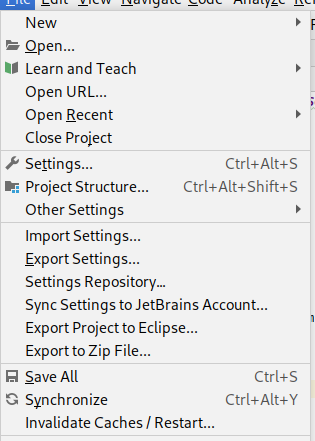 File Edit View Navigate Code Analyze
New
Open...
Learn and Teach
Open URL...
Open Recent
Close Project
Settings... Ctrl+Alt+S
Project Structure... Ctrl+Alt+Shift+S
Other Settings
Import Settings...
Export Settings...
Settings Repository...
Sync Settings to JetBrains Account...
Export Project to Eclipse...
Export to Zip File...
Save All Ctrl+S
Synchronize Ctrl+Alt+Y
Invalidate Caches / Restart...